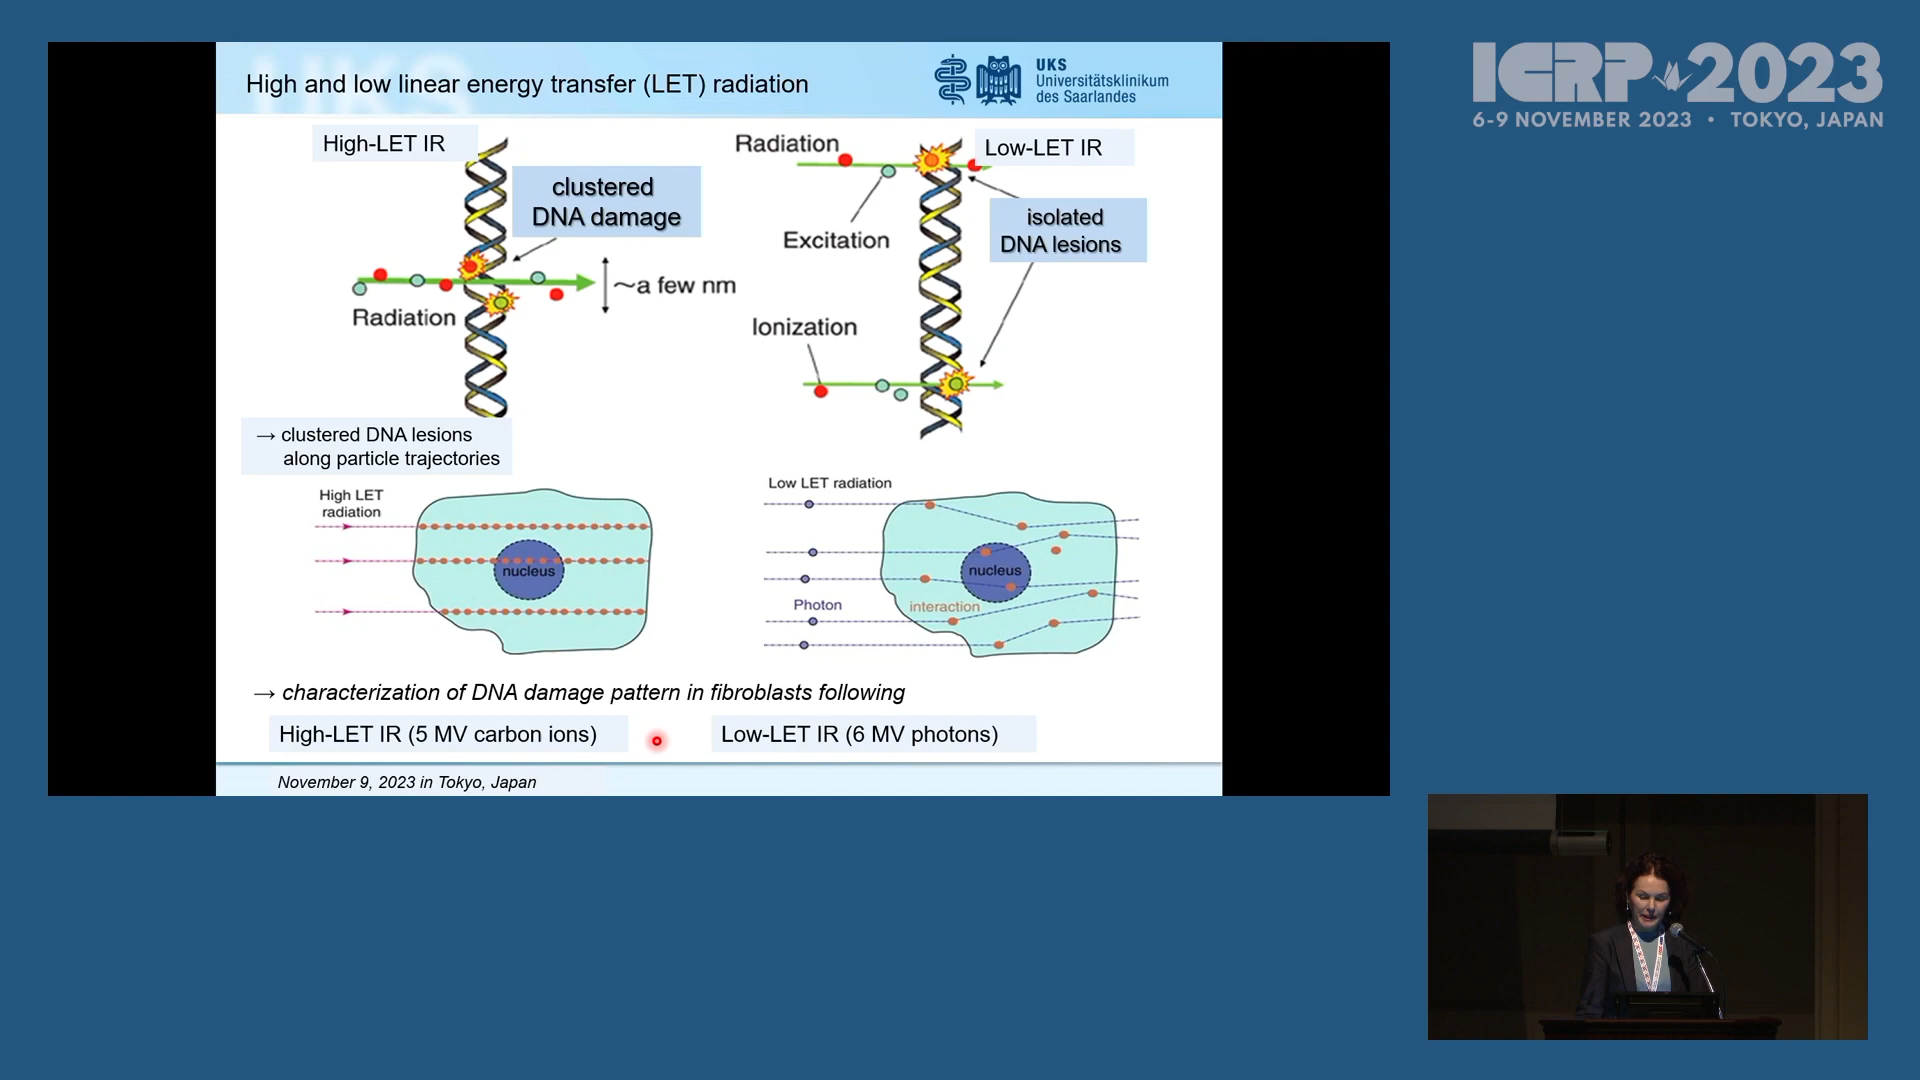 High and low linear energy transfer (LET) radiation
UKS
Universitätsklinikum
des Saarlandes
ICRP 2023
6-9 NOVEMBER 2023 • TOKYO, JAPAN
High-LET IR
clustered
DNA damage
~a few nm
Radiation
Radiation
Low-LET IR
isolated
DNA lesions
Excitation
Ionization
→ clustered DNA lesions
along particle trajectories
High LET
radiation
nucleus
Low LET radiation
nucleus
Photon
interaction
→ characterization of DNA damage pattern in fibroblasts following
High-LET IR (5 MV carbon ions)
Low-LET IR (6 MV photons)
November 9, 2023 in Tokyo, Japan